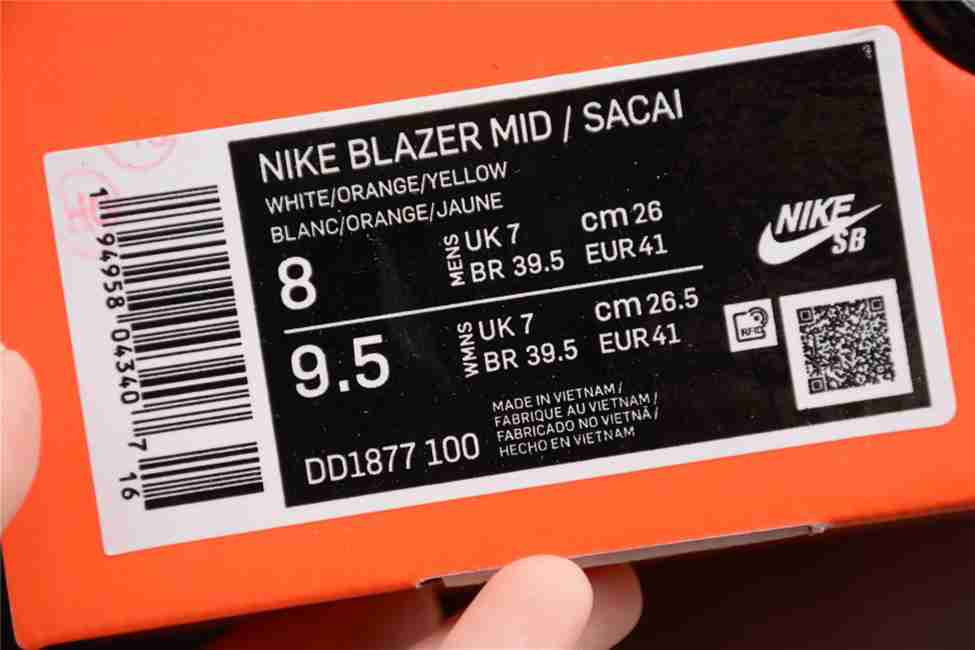 NIKE BLAZER MID / SACAI
WHITE/ORANGE/YELLOW
BLANC/ORANGE/JAUNE
8
MENS
UK 7
BR 39.5
cm 26
EUR 41
9.5
WMNS
UK 7
BR 39.5
cm 26.5
EUR 41
DD1877 100
MADE IN VIETNAM /
FABRIQUE AU VIETNAM /
FABRICADO NO VIETNÃ /
HECHO EN VIETNAM
NIKE
SB
RFID
1 94958 04340 7 16